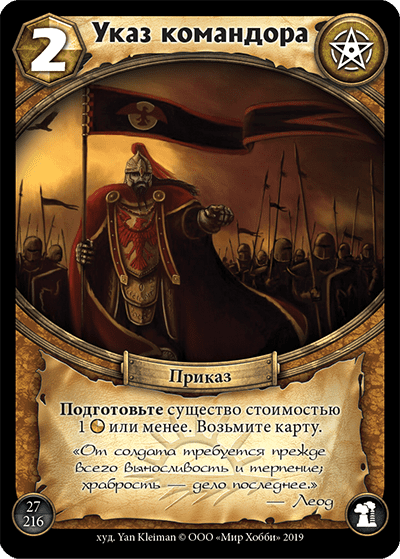 2
Указ командора
Приказ
Подготовьте существо стоимостью
1 или менее. Возьмите карту.
«От солдата требуется прежде
всего выносливость и терпение;
храбрость — дело последнее.»
— Леод
27
216
худ. Yan Kleiman © ООО «Мир Хобби» 2019